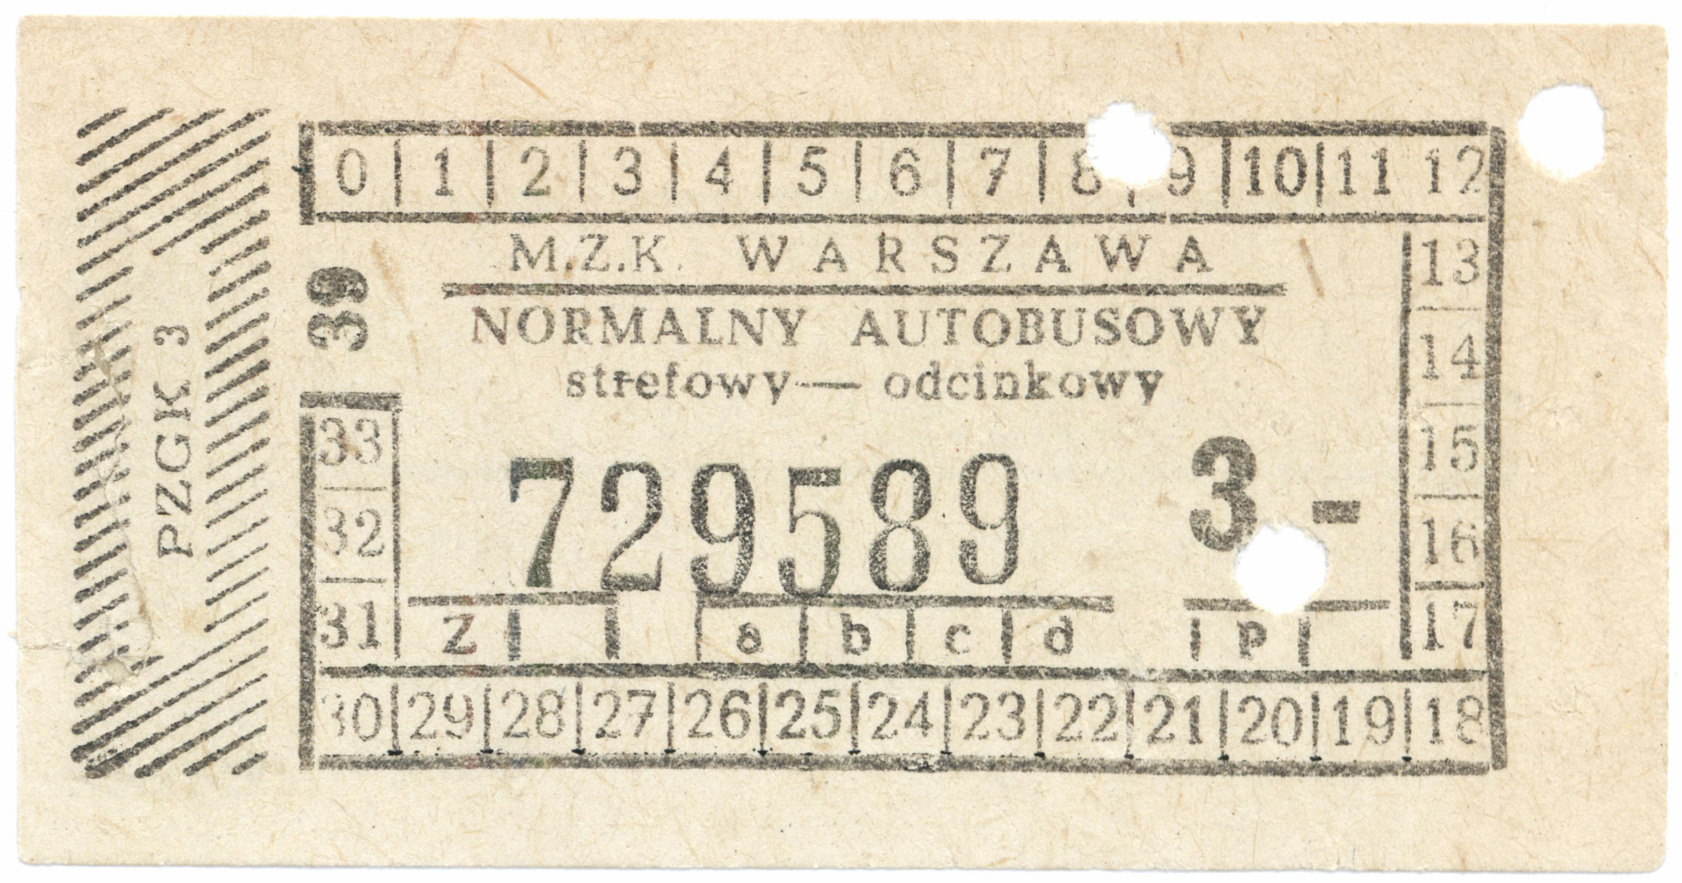 PZGK 3
0 1 2 3 4 5 6 7 8 9 10 11 12
39
M.Z.K. WARSZAWA
NORMALNY AUTOBUSOWY
strefowy — odcinkowy
729589
3 -
13
14
15
16
17
33
32
31
z a b c d p
30 29 28 27 26 25 24 23 22 21 20 19 18